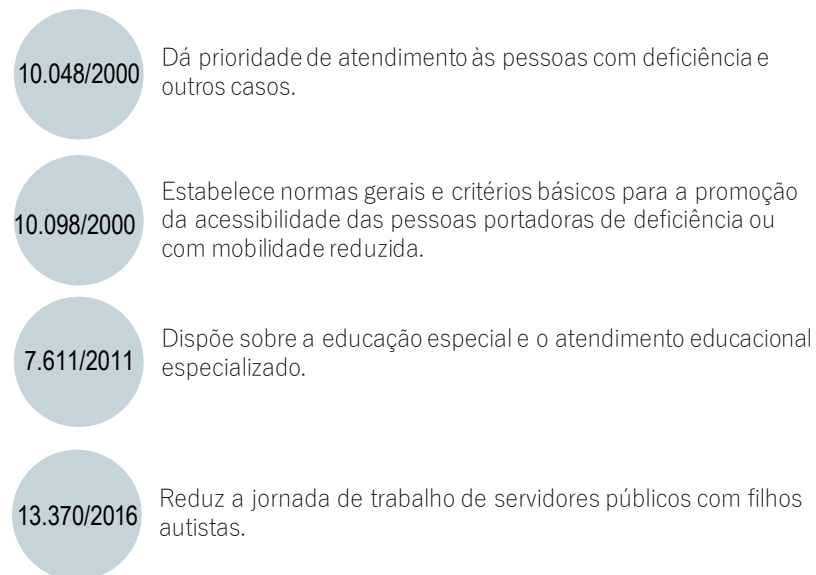 10.048/2000
Dá prioridade de atendimento às pessoas com deficiência e
outros casos.
10.098/2000
Estabelece normas gerais e critérios básicos para a promoção
da acessibilidade das pessoas portadoras de deficiência ou
com mobilidade reduzida.
7.611/2011
Dispõe sobre a educação especial e o atendimento educacional
especializado.
13.370/2016
Reduz a jornada de trabalho de servidores públicos com filhos
autistas.